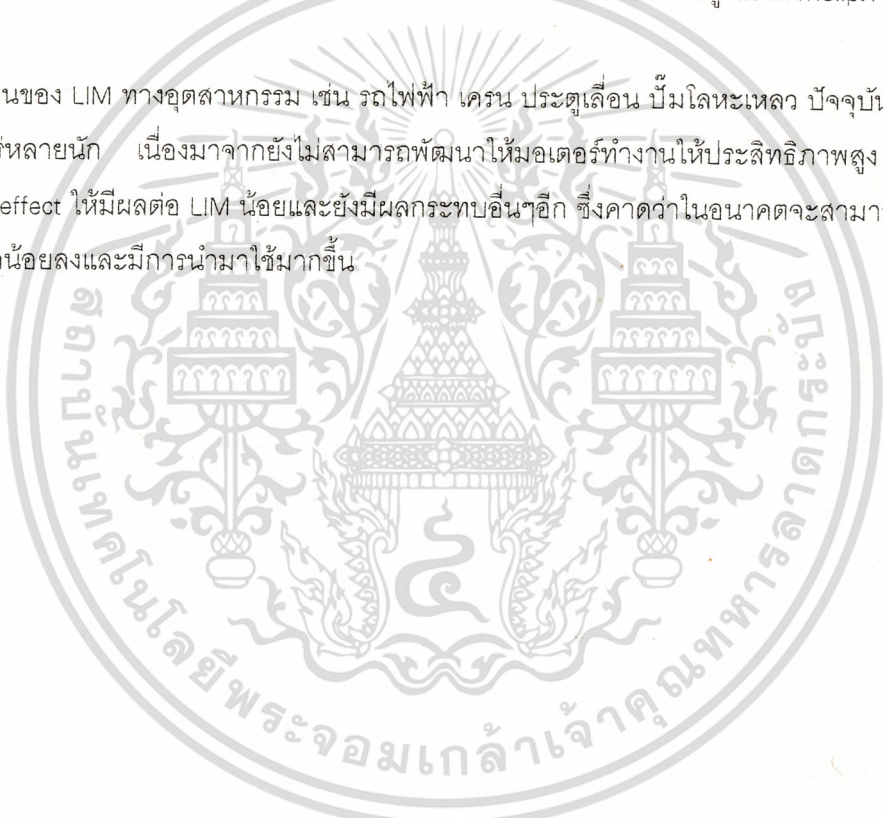 นของ LIM ทางอุตสาหกรรม เช่น รถไฟฟ้า เครน ประตูเลื่อน ปั๊มโลหะเหลว ปัจจุบัน
หลายนัก เนื่องมาจากยังไม่สามารถพัฒนาให้มอเตอร์ทำงานให้ประสิทธิภาพสูง
effect ให้มีผลต่อ LIM น้อยและยังมีผลกระทบอื่นๆอีก ซึ่งคาดว่าในอนาคตจะสามา
น้อยลงและมีการนำมาใช้มากขึ้น
สถาบันเทคโนโลยีพระจอมเกล้าเจ้าคุณทหารลาดกระบัง